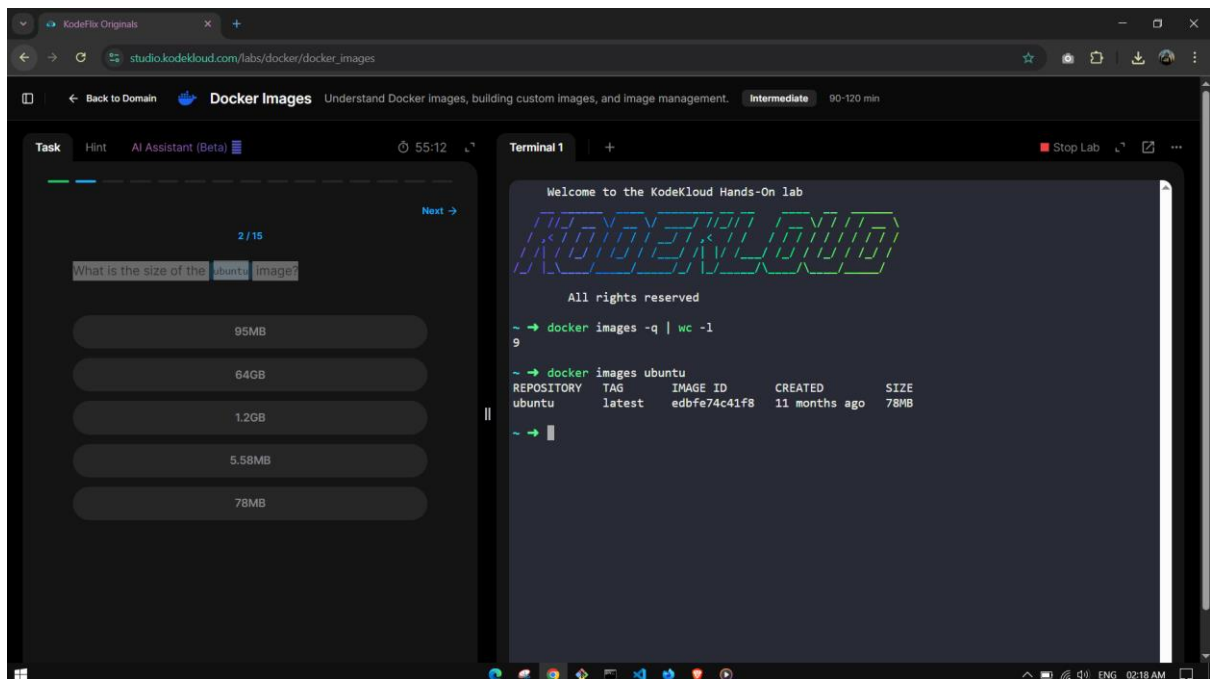 KodeFlix Originals
studio.kodekloud.com/labs/docker/docker_images
Back to Domain Docker Images Understand Docker images, building custom images, and image management. Intermediate 90-120 min
Task Hint AI Assistant (Beta) 55:12
Next →
2 / 15
What is the size of the ubuntu image?
95MB
64GB
1.2GB
5.58MB
78MB
Terminal 1 + Stop Lab
Welcome to the KodeKloud Hands-On lab
KODEKLOUD
All rights reserved
~ ➜ docker images -q | wc -l
9
~ ➜ docker images ubuntu
REPOSITORY TAG IMAGE ID CREATED SIZE
ubuntu latest edbfe74c41f8 11 months ago 78MB
~ ➜
ENG 02:18 AM